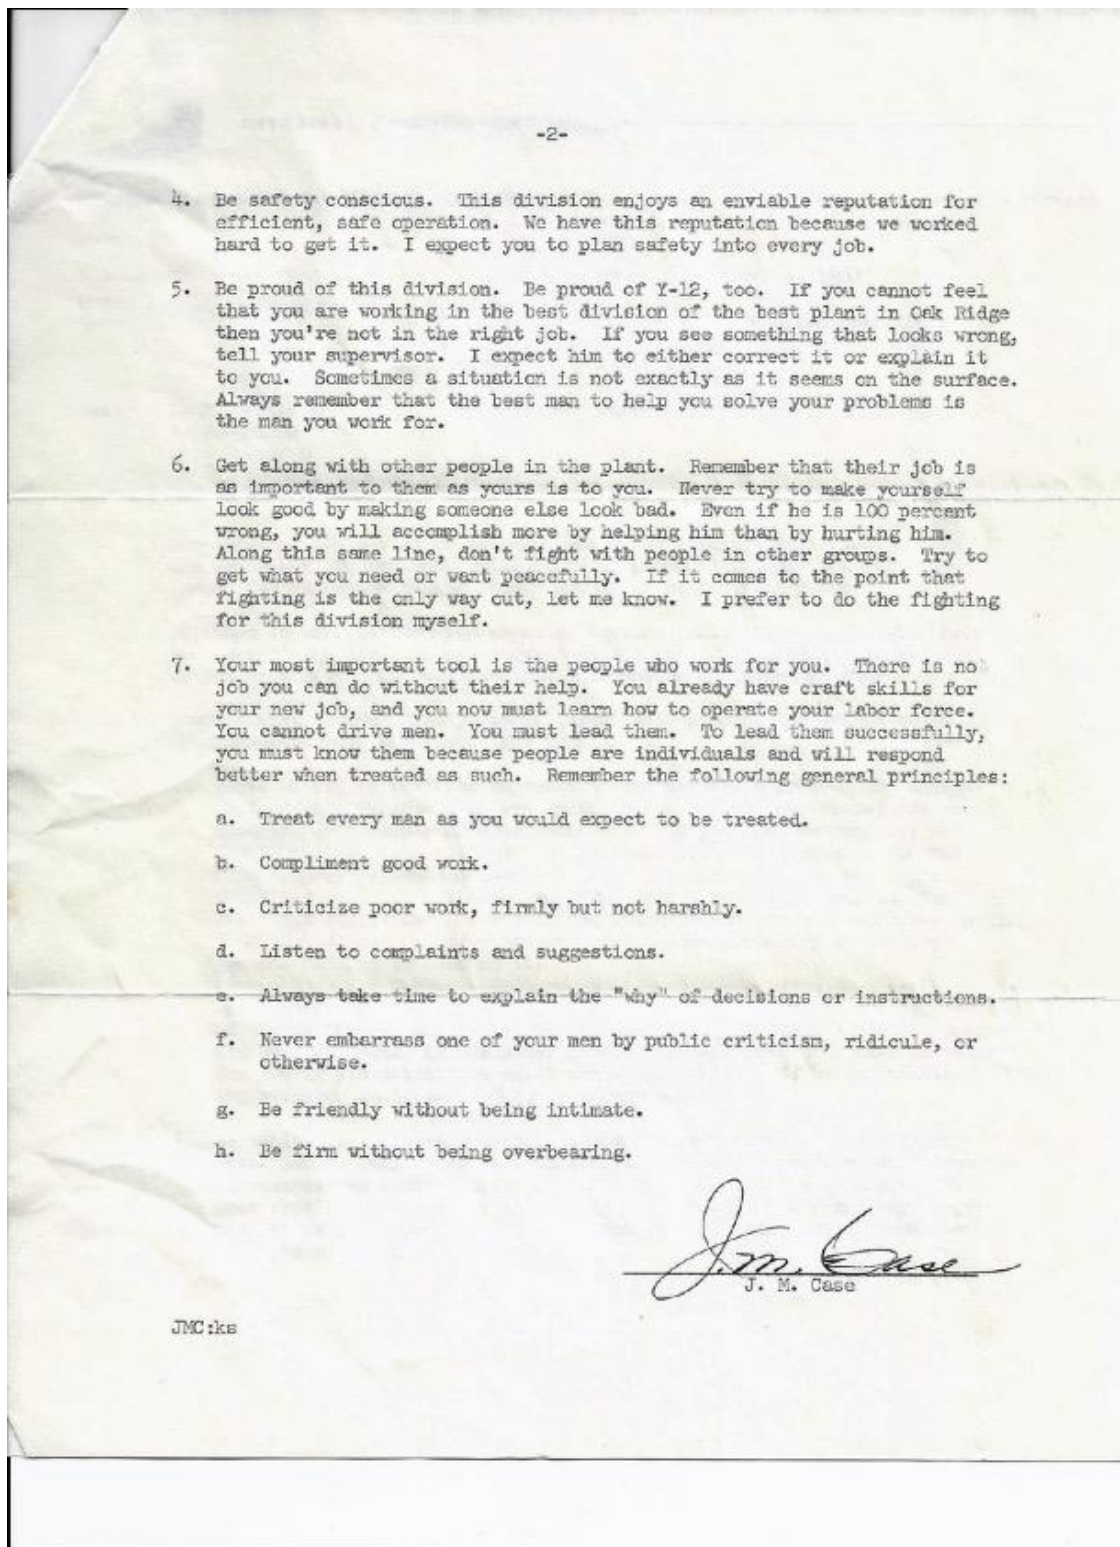 -2-
4. Be safety conscious. This division enjoys an enviable reputation for
efficient, safe operation. We have this reputation because we worked
hard to get it. I expect you to plan safety into every job.
5. Be proud of this division. Be proud of Y-12, too. If you cannot feel
that you are working in the best division of the best plant in Oak Ridge
then you're not in the right job. If you see something that looks wrong,
tell your supervisor. I expect him to either correct it or explain it
to you. Sometimes a situation is not exactly as it seems on the surface.
Always remember that the best man to help you solve your problems is
the man you work for.
6. Get along with other people in the plant. Remember that their job is
as important to them as yours is to you. Never try to make yourself
look good by making someone else look bad. Even if he is 100 percent
wrong, you will accomplish more by helping him than by hurting him.
Along this same line, don't fight with people in other groups. Try to
get what you need or want peacefully. If it comes to the point that
fighting is the only way out, let me know. I prefer to do the fighting
for this division myself.
7. Your most important tool is the people who work for you. There is no
job you can do without their help. You already have craft skills for
your new job, and you now must learn how to operate your labor force.
You cannot drive men. You must lead them. To lead them successfully,
you must know them because people are individuals and will respond
better when treated as such. Remember the following general principles:
a. Treat every man as you would expect to be treated.
b. Compliment good work.
c. Criticize poor work, firmly but not harshly.
d. Listen to complaints and suggestions.
e. Always take time to explain the "why" of decisions or instructions.
f. Never embarrass one of your men by public criticism, ridicule, or
otherwise.
g. Be friendly without being intimate.
h. Be firm without being overbearing.
J. M. Case
J. M. Case
JMC:ks